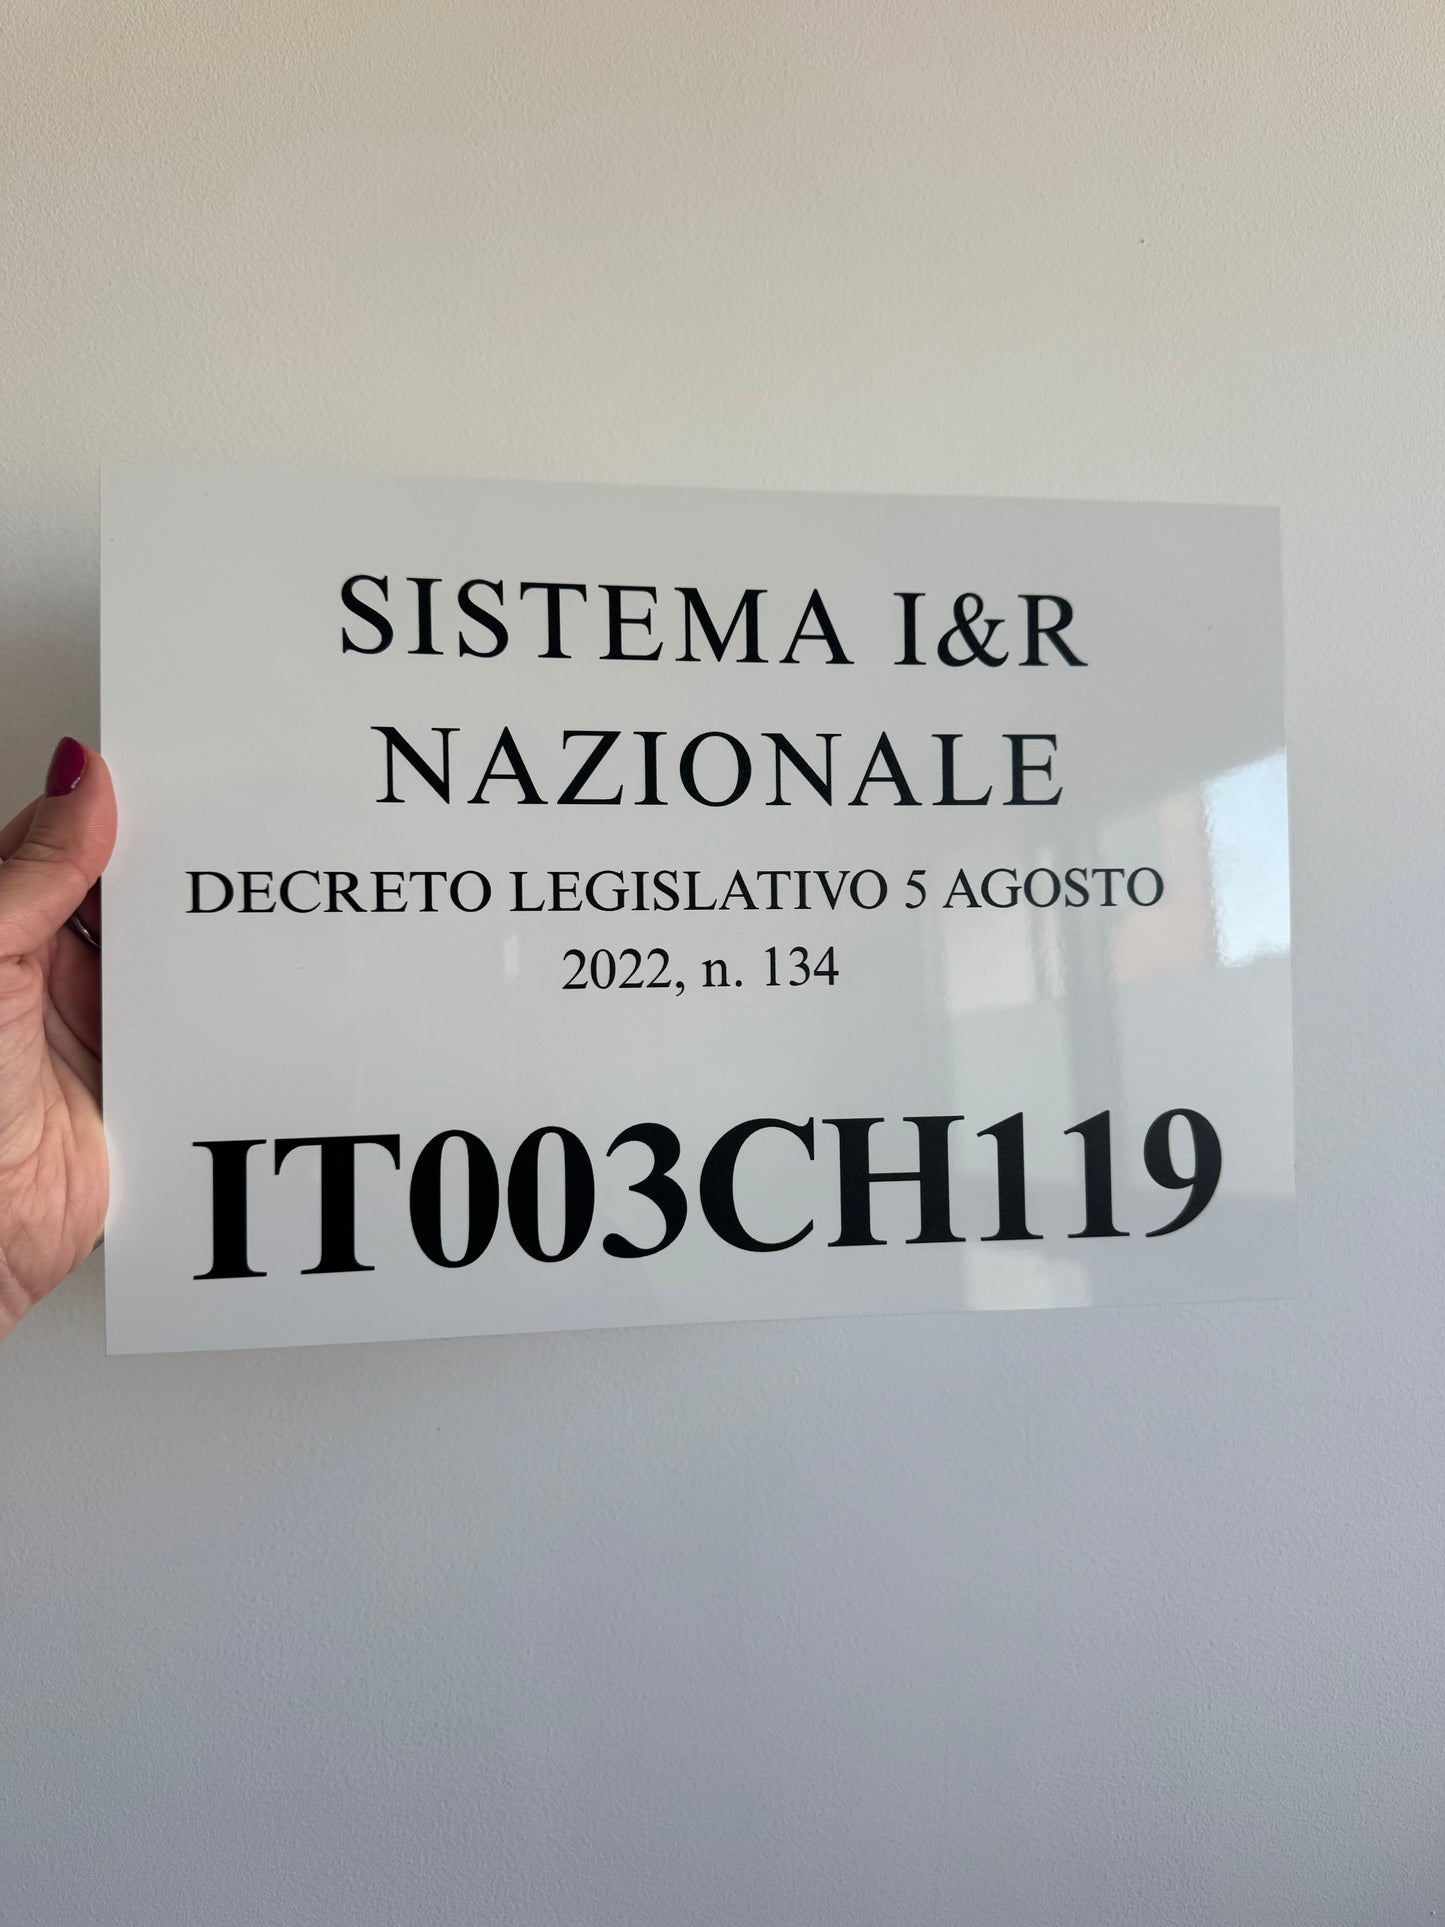 SISTEMA I&R
NAZIONALE
DECRETO LEGISLATIVO 5 AGOSTO
2022, n. 134
IT003CH119